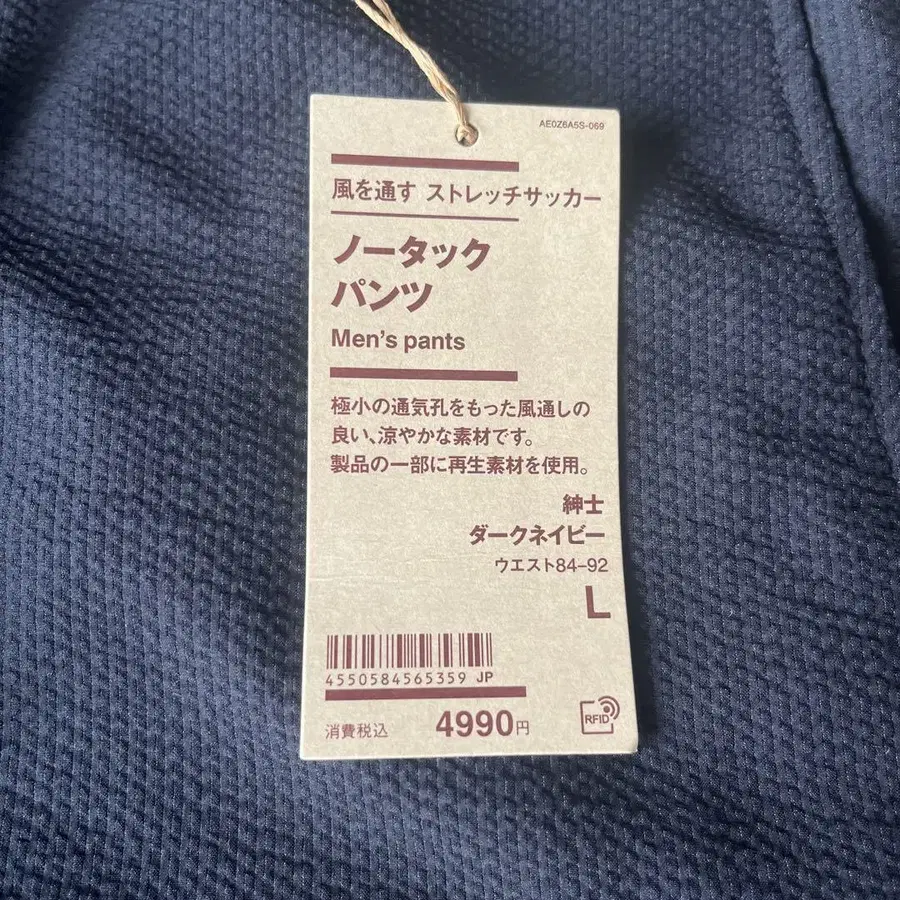 AE0Z6A5S-069
風を通す ストレッチサッカー
ノータック
パンツ
Men's pants
極小の通気孔をもった風通しの
良い、涼やかな素材です。
製品の一部に再生素材を使用。
紳士
ダークネイビー
ウエスト84–92
L
4550584565359 JP
消費税込 4990円
RFID